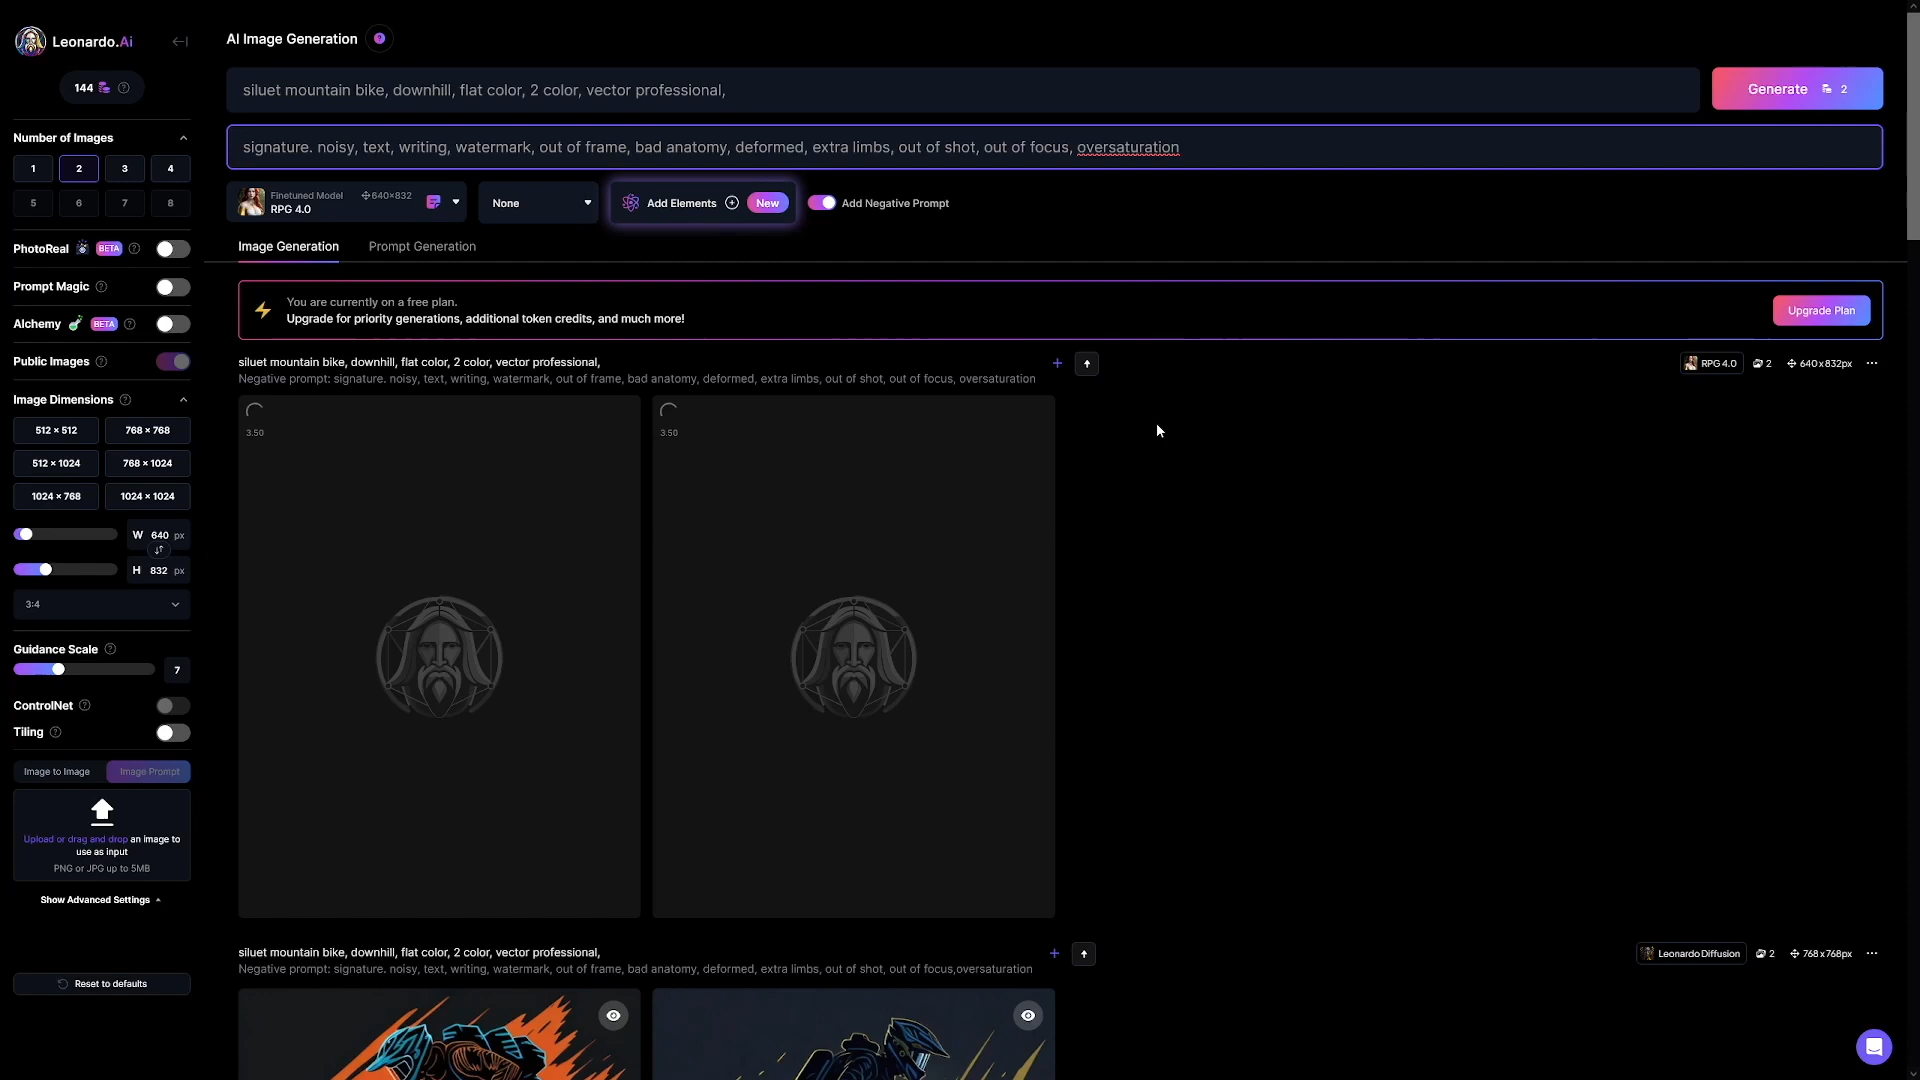 Leonardo.Ai
144
Number of Images
1 2 3 4
5 6 7 8
PhotoReal BETA
Prompt Magic
Alchemy BETA
Public Images
Image Dimensions
512 × 512 768 × 768
512 × 1024 768 × 1024
1024 × 768 1024 × 1024
W 640 px
H 832 px
3:4
Guidance Scale
7
ControlNet
Tiling
Image to Image Image Prompt
Upload or drag and drop an image to
use as input
PNG or JPG up to 5MB
Show Advanced Settings
Reset to defaults
AI Image Generation
siluet mountain bike, downhill, flat color, 2 color, vector professional,
Generate 2
signature. noisy, text, writing, watermark, out of frame, bad anatomy, deformed, extra limbs, out of shot, out of focus, oversaturation
Finetuned Model 640×832
RPG 4.0
None
Add Elements New
Add Negative Prompt
Image Generation Prompt Generation
You are currently on a free plan.
Upgrade for priority generations, additional token credits, and much more!
Upgrade Plan
siluet mountain bike, downhill, flat color, 2 color, vector professional,
Negative prompt: signature. noisy, text, writing, watermark, out of frame, bad anatomy, deformed, extra limbs, out of shot, out of focus, oversaturation
RPG 4.0 2 640x832px
3.50 3.50
siluet mountain bike, downhill, flat color, 2 color, vector professional,
Negative prompt: signature. noisy, text, writing, watermark, out of frame, bad anatomy, deformed, extra limbs, out of shot, out of focus,oversaturation
Leonardo Diffusion 2 768x768px